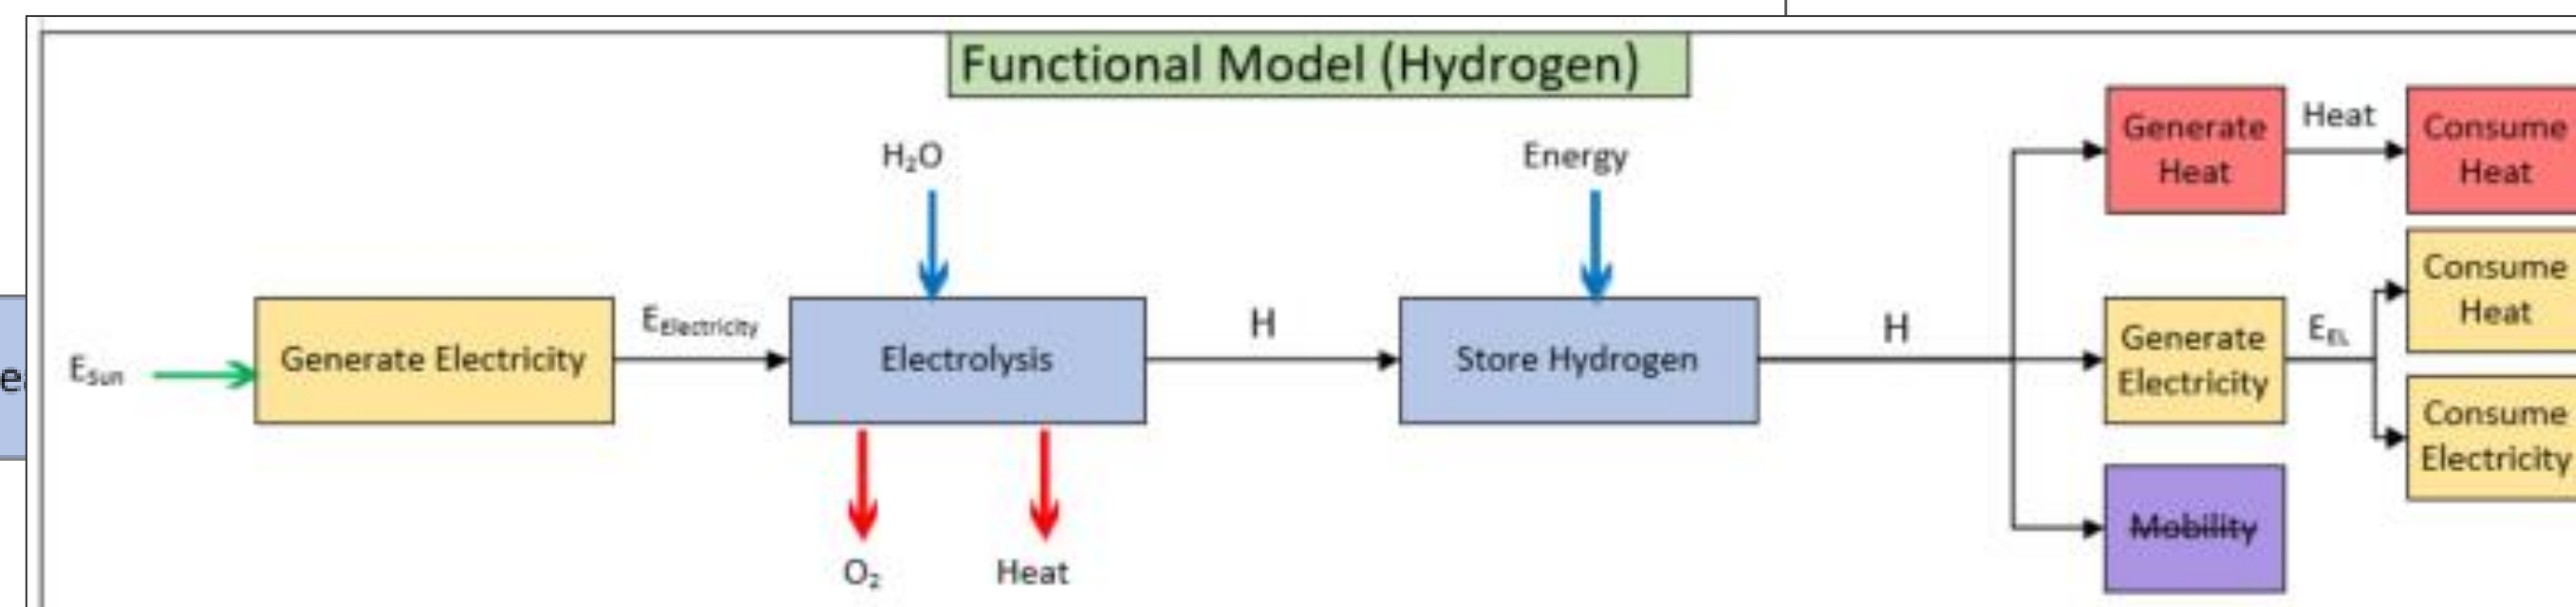 Functional Model (Hydrogen)
H₂O
Energy
E_Sun
Generate Electricity
E_Electricity
Electrolysis
H
Store Hydrogen
H
O₂
Heat
Generate
Heat
Heat
Consume
Heat
Generate
Electricity
E_EL
Consume
Heat
Consume
Electricity
Mobility